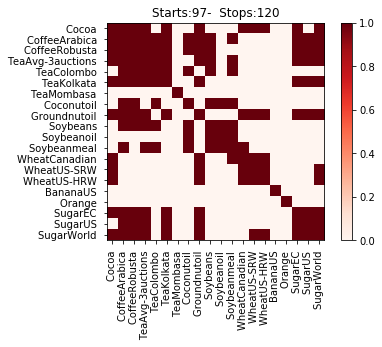 Starts:97-  Stops:120
Cocoa
CoffeeArabica
CoffeeRobusta
TeaAvg-3auctions
TeaColombo
TeaKolkata
TeaMombasa
Coconutoil
Groundnutoil
Soybeans
Soybeanoil
Soybeanmeal
WheatCanadian
WheatUS-SRW
WheatUS-HRW
BananaUS
Orange
SugarEC
SugarUS
SugarWorld
Cocoa
CoffeeArabica
CoffeeRobusta
TeaAvg-3auctions
TeaColombo
TeaKolkata
TeaMombasa
Coconutoil
Groundnutoil
Soybeans
Soybeanoil
Soybeanmeal
WheatCanadian
WheatUS-SRW
WheatUS-HRW
BananaUS
Orange
SugarEC
SugarUS
SugarWorld
1.0
0.8
0.6
0.4
0.2
0.0